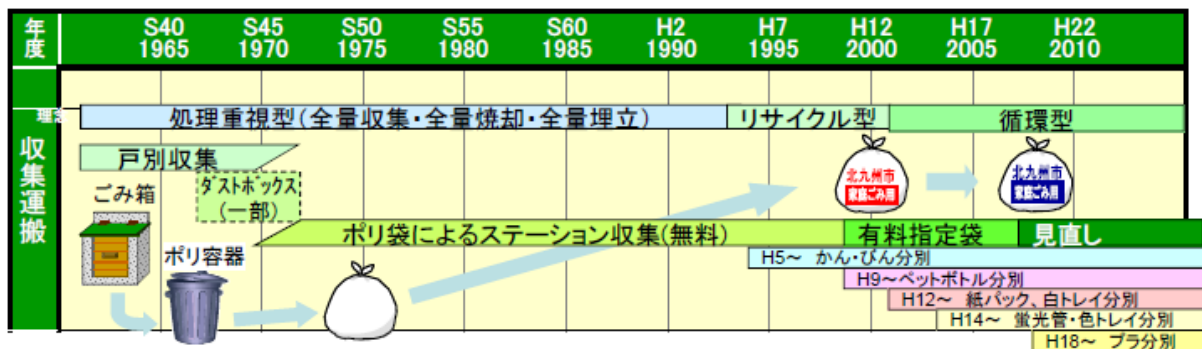 年度
S40 S45 S50 S55 S60 H2 H7 H12 H17 H22
1965 1970 1975 1980 1985 1990 1995 2000 2005 2010
処理重視型(全量収集・全量焼却・全量埋立) リサイクル型 循環型
収集運搬
戸別収集
ダストボックス
(一部)
ごみ箱
北九州市
家庭ごみ用
北九州市
家庭ごみ用
ポリ袋によるステーション収集(無料) 有料指定袋 見直し
ポリ容器
H5~ かん・びん分別
H9~ペットボトル分別
H12~ 紙パック、白トレイ分別
H14~ 蛍光管・色トレイ分別
H18~ プラ分別